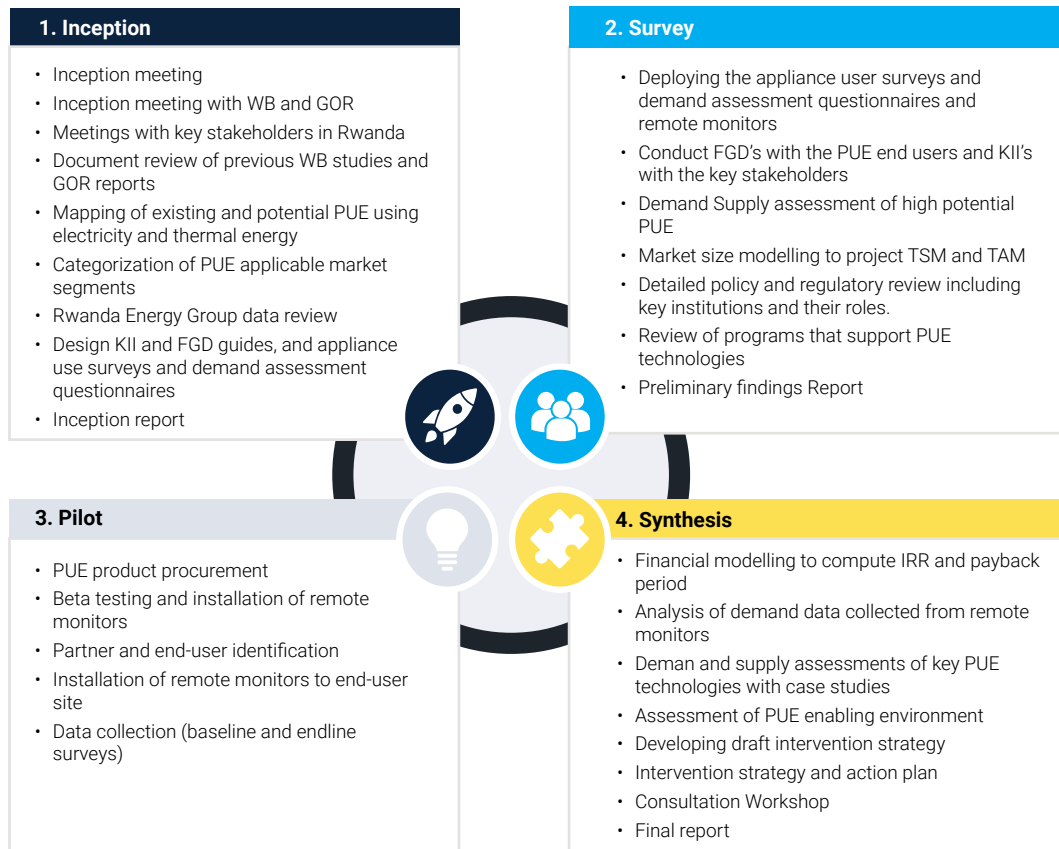 1. Inception
• Inception meeting
• Inception meeting with WB and GOR
• Meetings with key stakeholders in Rwanda
• Document review of previous WB studies and
GOR reports
• Mapping of existing and potential PUE using
electricity and thermal energy
• Categorization of PUE applicable market
segments
• Rwanda Energy Group data review
• Design KII and FGD guides, and appliance
use surveys and demand assessment
questionnaires
• Inception report
2. Survey
• Deploying the appliance user surveys and
demand assessment questionnaires and
remote monitors
• Conduct FGD's with the PUE end users and KII's
with the key stakeholders
• Demand Supply assessment of high potential
PUE
• Market size modelling to project TSM and TAM
• Detailed policy and regulatory review including
key institutions and their roles.
• Review of programs that support PUE
technologies
• Preliminary findings Report
3. Pilot
• PUE product procurement
• Beta testing and installation of remote
monitors
• Partner and end-user identification
• Installation of remote monitors to end-user
site
• Data collection (baseline and endline
surveys)
4. Synthesis
• Financial modelling to compute IRR and payback
period
• Analysis of demand data collected from remote
monitors
• Deman and supply assessments of key PUE
technologies with case studies
• Assessment of PUE enabling environment
• Developing draft intervention strategy
• Intervention strategy and action plan
• Consultation Workshop
• Final report